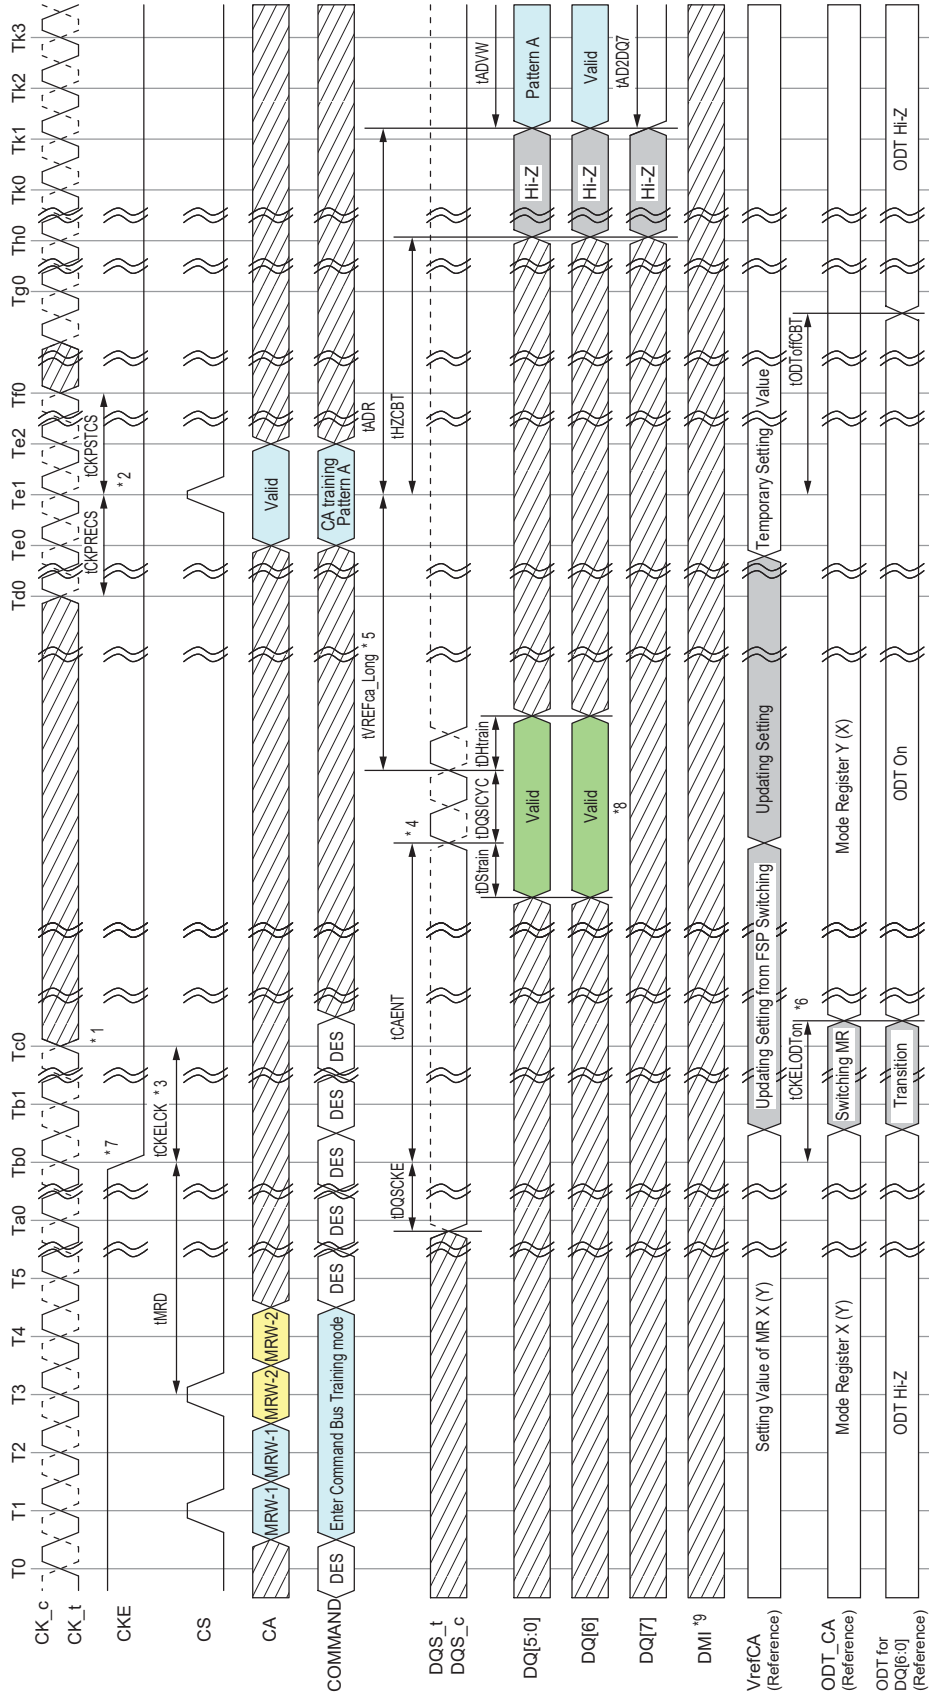 T0 T1 T2 T3 T4 T5 Ta0 Tb0 Tb1 Tc0 Td0 Te0 Te1 Te2 Tf0 Tg0 Th0 Tk0 Tk1 Tk2 Tk3
CK_c
CK_t
*1
tCKPRECS
tCKPSTCS
CKE
*7
tCKELCK *3
*2
tMRD
CS
CA
MRW-1
MRW-1
MRW-2
MRW-2
Valid
COMMAND
DES
Enter Command Bus Training mode
DES
DES
DES
DES
DES
CA training
Pattern A
tADR
tVREFca_Long *5
tDQSCKE
tCAENT
tHZCBT
*4
DQS_t
DQS_c
tDStrain
tDQSICYC
tDHtrain
tADVW
DQ[5:0]
Valid
Hi-Z
Pattern A
DQ[6]
Valid
Hi-Z
Valid
*8
tAD2DQ7
DQ[7]
Hi-Z
DMI *9
VrefCA
(Reference)
Setting Value of MR X (Y)
Updating Setting from FSP Switching
Updating Setting
Temporary Setting Value
tCKELODTon
*6
tODToffCBT
ODT_CA
(Reference)
Mode Register X (Y)
Switching MR
Mode Register Y (X)
ODT for
DQ[6:0]
(Reference)
ODT Hi-Z
Transition
ODT On
ODT Hi-Z